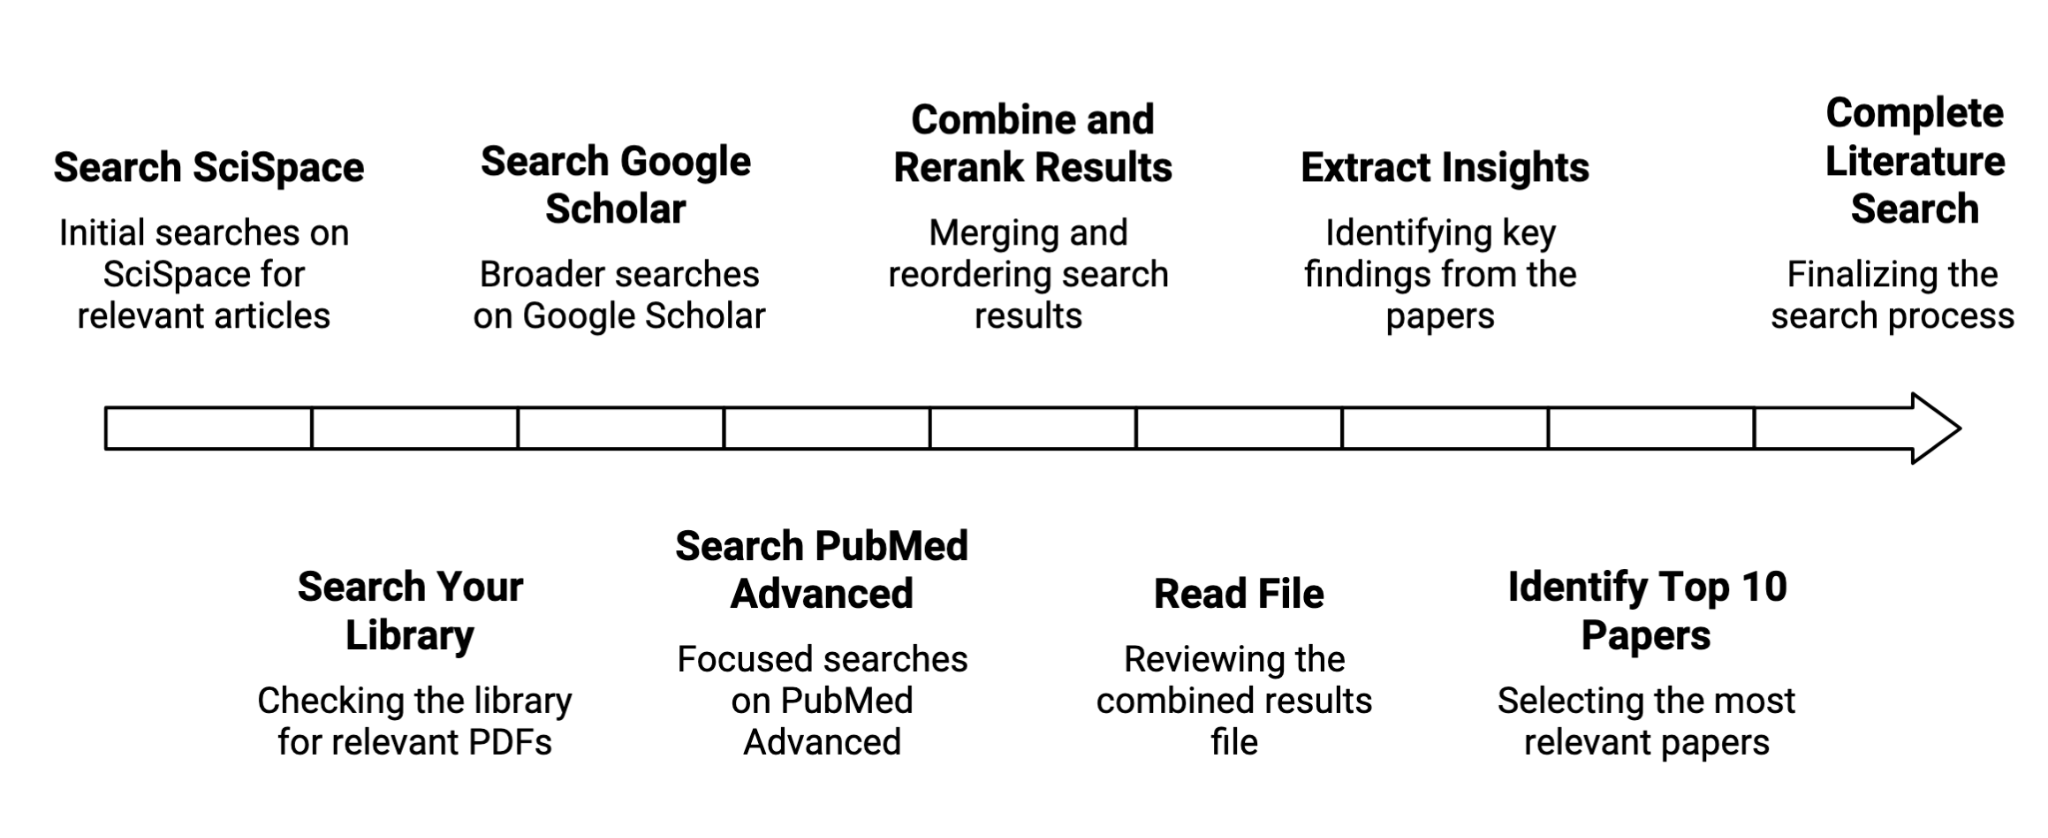 Search SciSpace
Initial searches on
SciSpace for
relevant articles
Search Your
Library
Checking the library
for relevant PDFs
Search Google
Scholar
Broader searches
on Google Scholar
Search PubMed
Advanced
Focused searches
on PubMed
Advanced
Combine and
Rerank Results
Merging and
reordering search
results
Read File
Reviewing the
combined results
file
Extract Insights
Identifying key
findings from the
papers
Identify Top 10
Papers
Selecting the most
relevant papers
Complete
Literature
Search
Finalizing the
search process